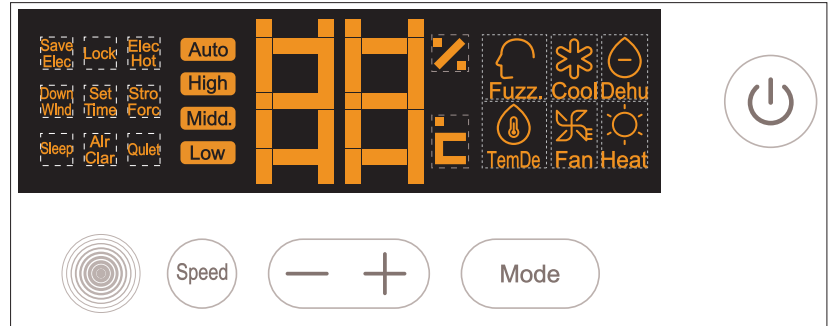 Save Elec
Lock
Elec Hot
Auto
High
Midd.
Low
Down WInd
Set Time
Stro Forc
Sleep
AIr Clar
QuIet
%
C
Fuzz.
Cool
Dehu
TemDe
Fan
Heat
Speed
Mode